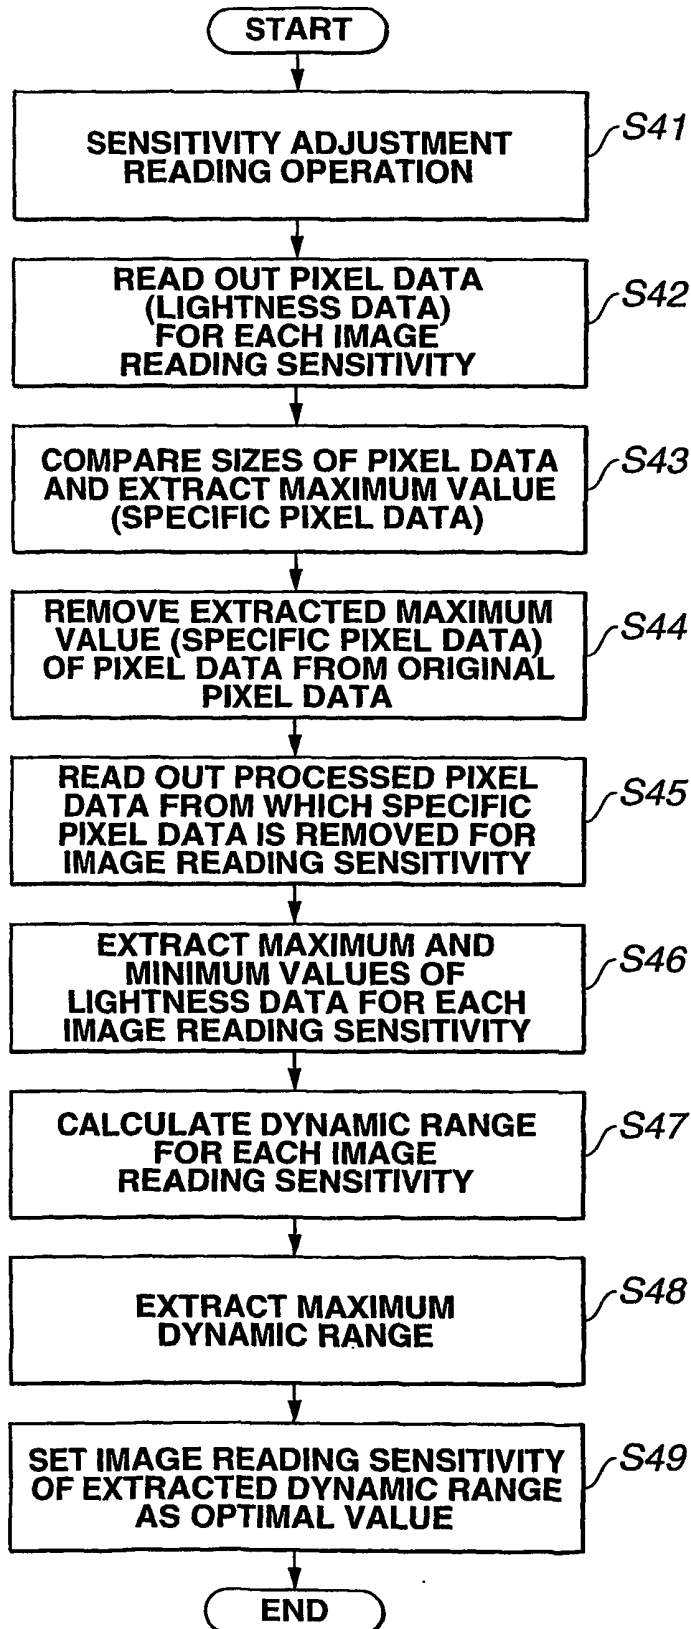 START
SENSITIVITY ADJUSTMENT
READING OPERATION
S41
READ OUT PIXEL DATA
(LIGHTNESS DATA)
FOR EACH IMAGE
READING SENSITIVITY
S42
COMPARE SIZES OF PIXEL DATA
AND EXTRACT MAXIMUM VALUE
(SPECIFIC PIXEL DATA)
S43
REMOVE EXTRACTED MAXIMUM
VALUE (SPECIFIC PIXEL DATA)
OF PIXEL DATA FROM ORIGINAL
PIXEL DATA
S44
READ OUT PROCESSED PIXEL
DATA FROM WHICH SPECIFIC
PIXEL DATA IS REMOVED FOR
IMAGE READING SENSITIVITY
S45
EXTRACT MAXIMUM AND
MINIMUM VALUES OF
LIGHTNESS DATA FOR EACH
IMAGE READING SENSITIVITY
S46
CALCULATE DYNAMIC RANGE
FOR EACH IMAGE
READING SENSITIVITY
S47
EXTRACT MAXIMUM
DYNAMIC RANGE
S48
SET IMAGE READING SENSITIVITY
OF EXTRACTED DYNAMIC RANGE
AS OPTIMAL VALUE
S49
END